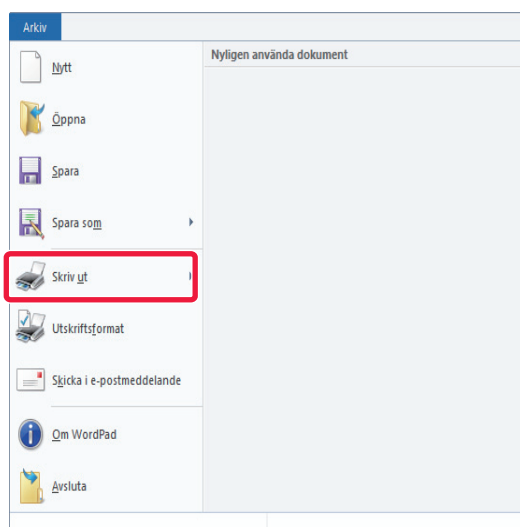 Arkiv
Nyligen använda dokument
Nytt
Öppna
Spara
Spara som
Skriv ut
Utskriftsformat
Skicka i e-postmeddelande
Om WordPad
Avsluta